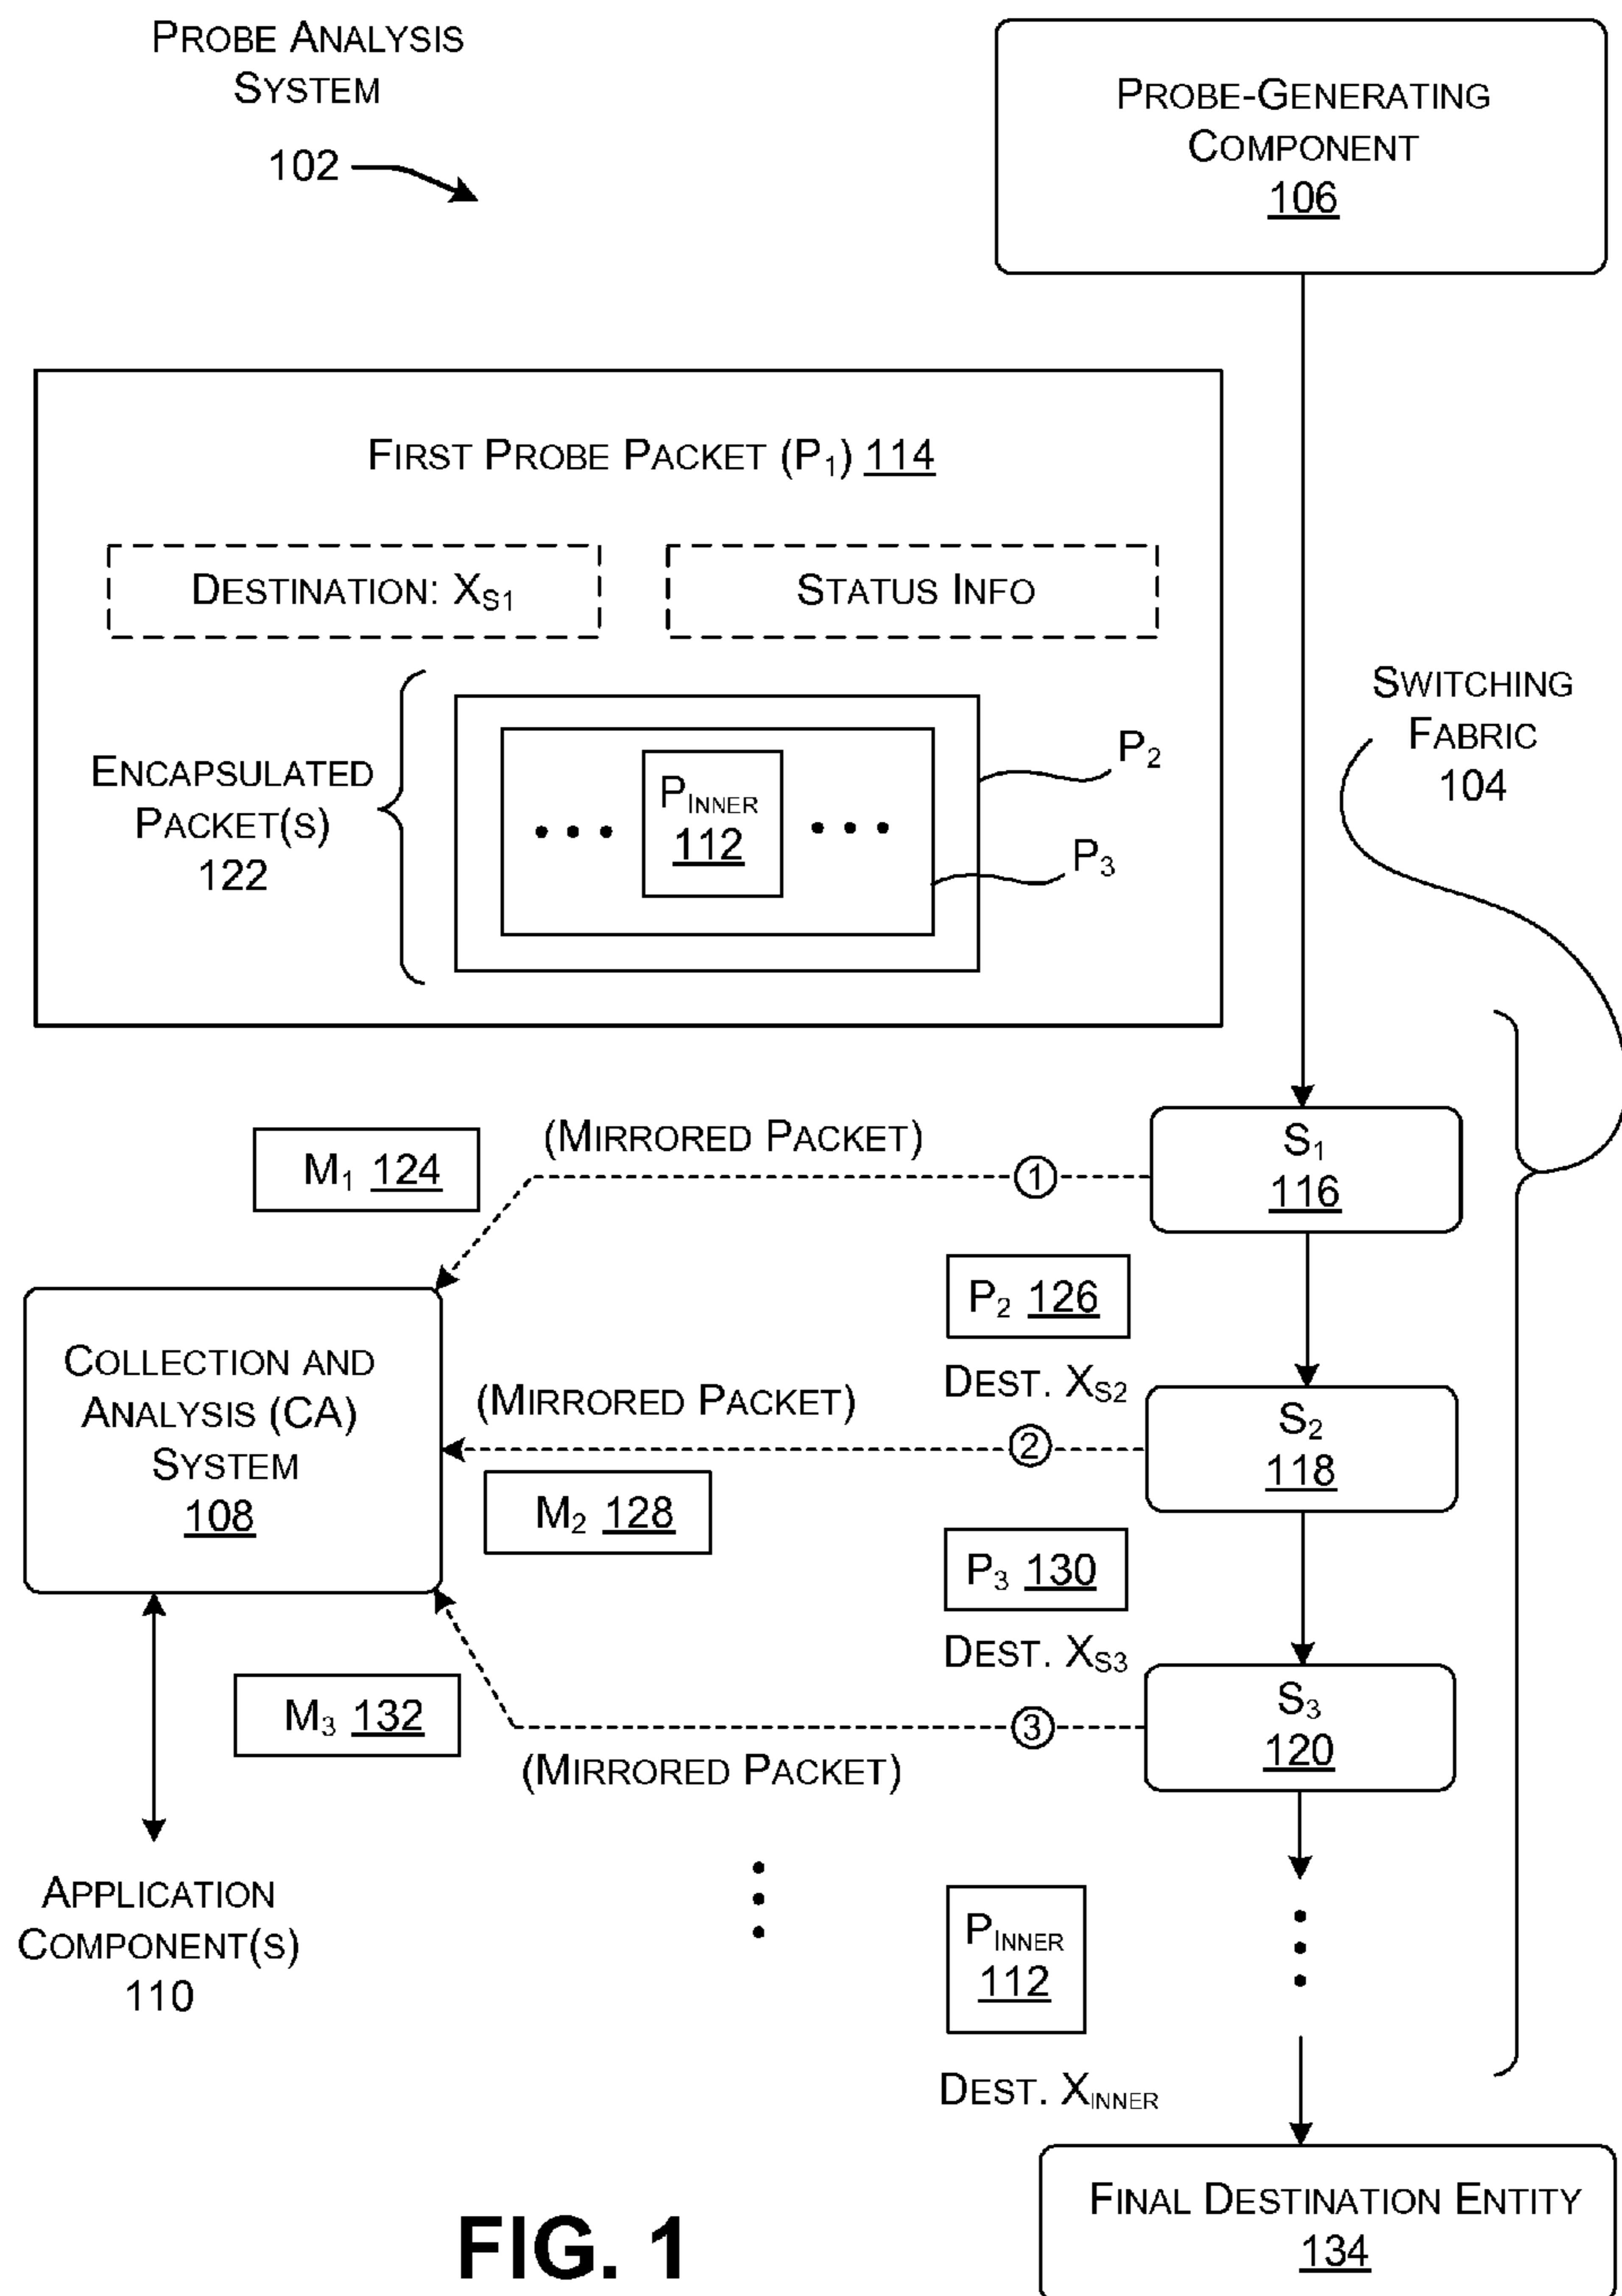 PROBE ANALYSIS
SYSTEM
102
PROBE-GENERATING
COMPONENT
106
FIRST PROBE PACKET (P1) 114
DESTINATION: XS1
STATUS INFO
ENCAPSULATED
PACKET(S)
122
PINNER
112
P2
P3
SWITCHING
FABRIC
104
M1 124
(MIRRORED PACKET)
1
S1
116
P2 126
DEST. XS2
COLLECTION AND
ANALYSIS (CA)
SYSTEM
108
(MIRRORED PACKET)
2
S2
118
M2 128
P3 130
DEST. XS3
M3 132
(MIRRORED PACKET)
3
S3
120
APPLICATION
COMPONENT(S)
110
PINNER
112
DEST. XINNER
FINAL DESTINATION ENTITY
134
FIG. 1